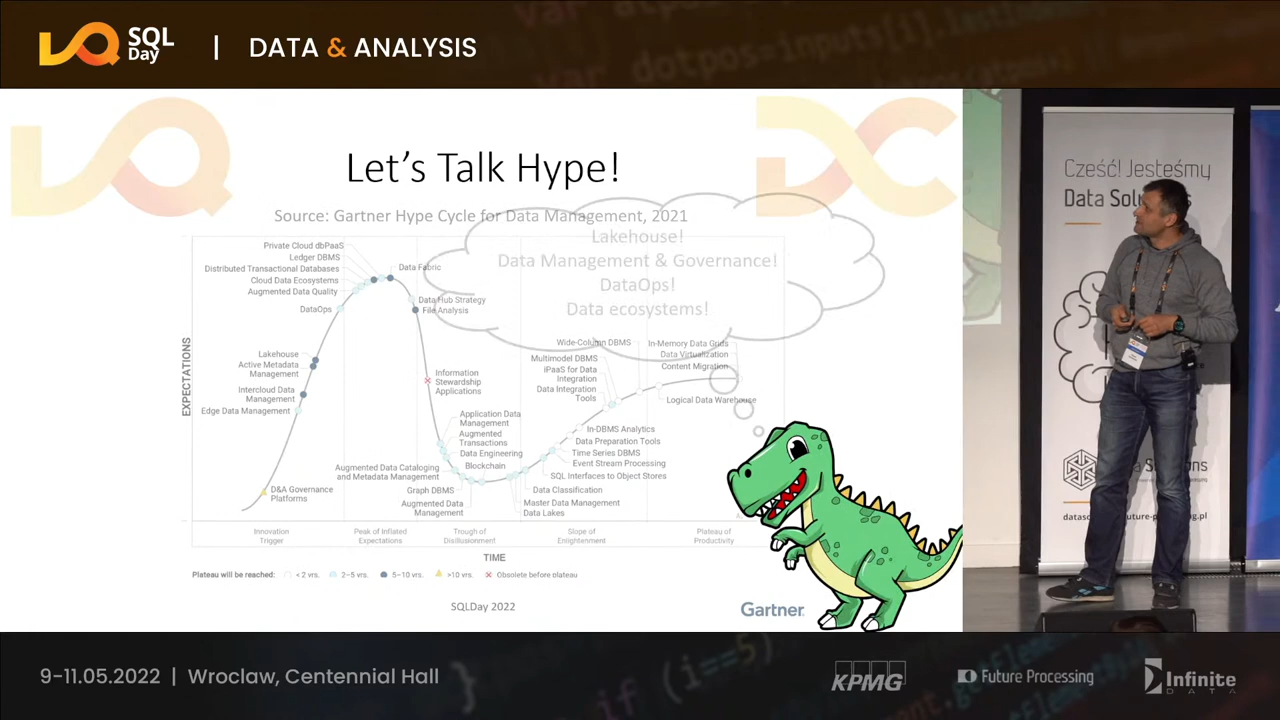 SQL
Day
| DATA & ANALYSIS
Let's Talk Hype!
Source: Gartner Hype Cycle for Data Management, 2021
Lakehouse!
Data Management & Governance!
DataOps!
Data ecosystems!
Private Cloud dbPaaS
Ledger DBMS
Distributed Transactional Databases
Cloud Data Ecosystems
Augmented Data Quality
DataOps
Data Fabric
Data Hub Strategy
File Analysis
Lakehouse
Active Metadata
Management
Intercloud Data
Management
Edge Data Management
D&A Governance
Platforms
Information
Stewardship
Applications
Application Data
Management
Augmented
Transactions
Data Engineering
Blockchain
Augmented Data Cataloging
and Metadata Management
Graph DBMS
Augmented Data
Management
Wide-Column DBMS
Multimodel DBMS
iPaaS for Data
Integration
Data Integration
Tools
In-Memory Data Grids
Data Virtualization
Content Migration
Logical Data Warehouse
In-DBMS Analytics
Data Preparation Tools
Time Series DBMS
Event Stream Processing
SQL Interfaces to Object Stores
Data Classification
Master Data Management
Data Lakes
EXPECTATIONS
Innovation
Trigger
Peak of Inflated
Expectations
Trough of
Disillusionment
Slope of
Enlightenment
Plateau of
Productivity
TIME
Plateau will be reached: < 2 yrs. 2–5 yrs. 5–10 yrs. >10 yrs. Obsolete before plateau
SQLDay 2022
Gartner
Cześć! Jesteśmy
Data
9-11.05.2022 | Wroclaw, Centennial Hall
KPMG
Future Processing
Infinite
DATA